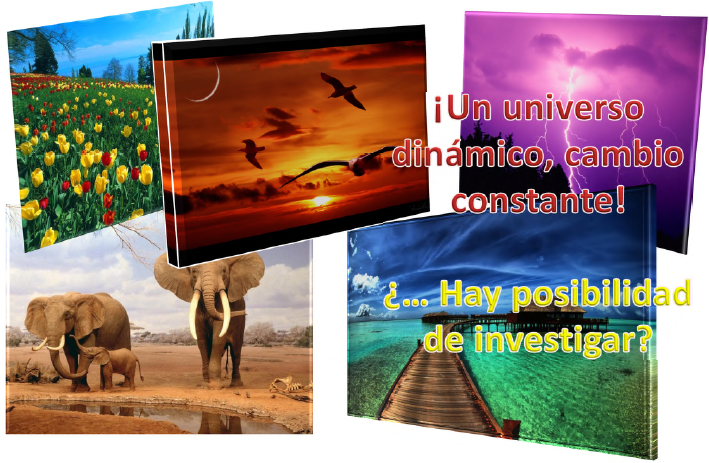 ¡Un universo
dinámico, cambio
constante!
¿... Hay posibilidad
de investigar?